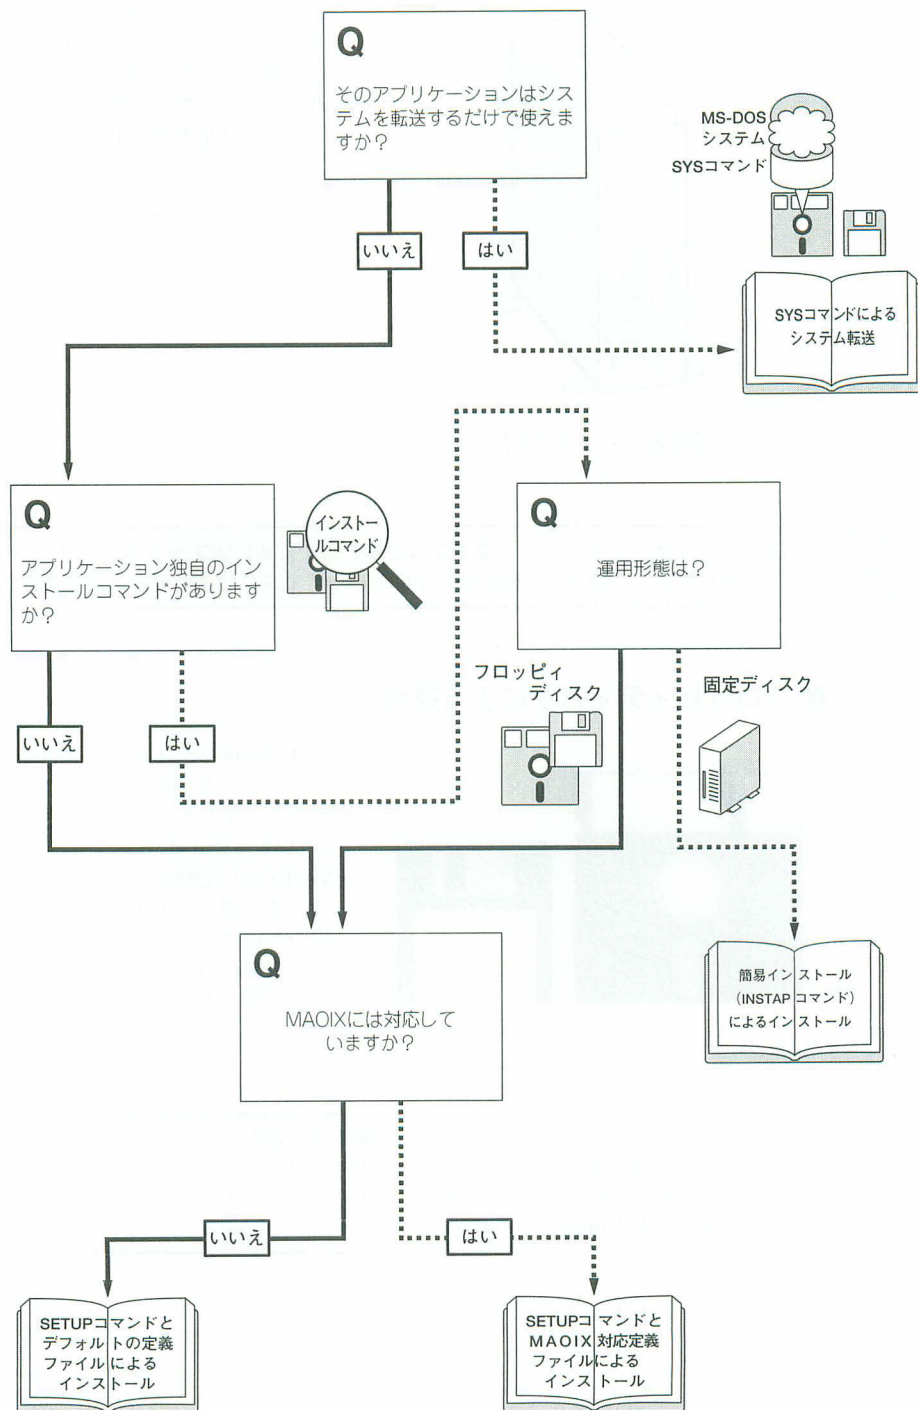 Q
そのアプリケーションはシス
テムを転送するだけで使えま
すか？
MS-DOS
システム
SYSコマンド
いいえ
はい
SYSコマンドによる
システム転送
Q
アプリケーション独自のイン
ストールコマンドがあります
か？
インストー
ルコマンド
Q
運用形態は？
フロッピィ
ディスク
固定ディスク
いいえ
はい
簡易インストール
（INSTAPコマンド）
によるインストール
Q
MAOIXには対応して
いますか？
いいえ
はい
SETUPコマンドと
デフォルトの定義
ファイルによる
インストール
SETUPコマンドと
MAOIX対応定義
ファイルによる
インストール